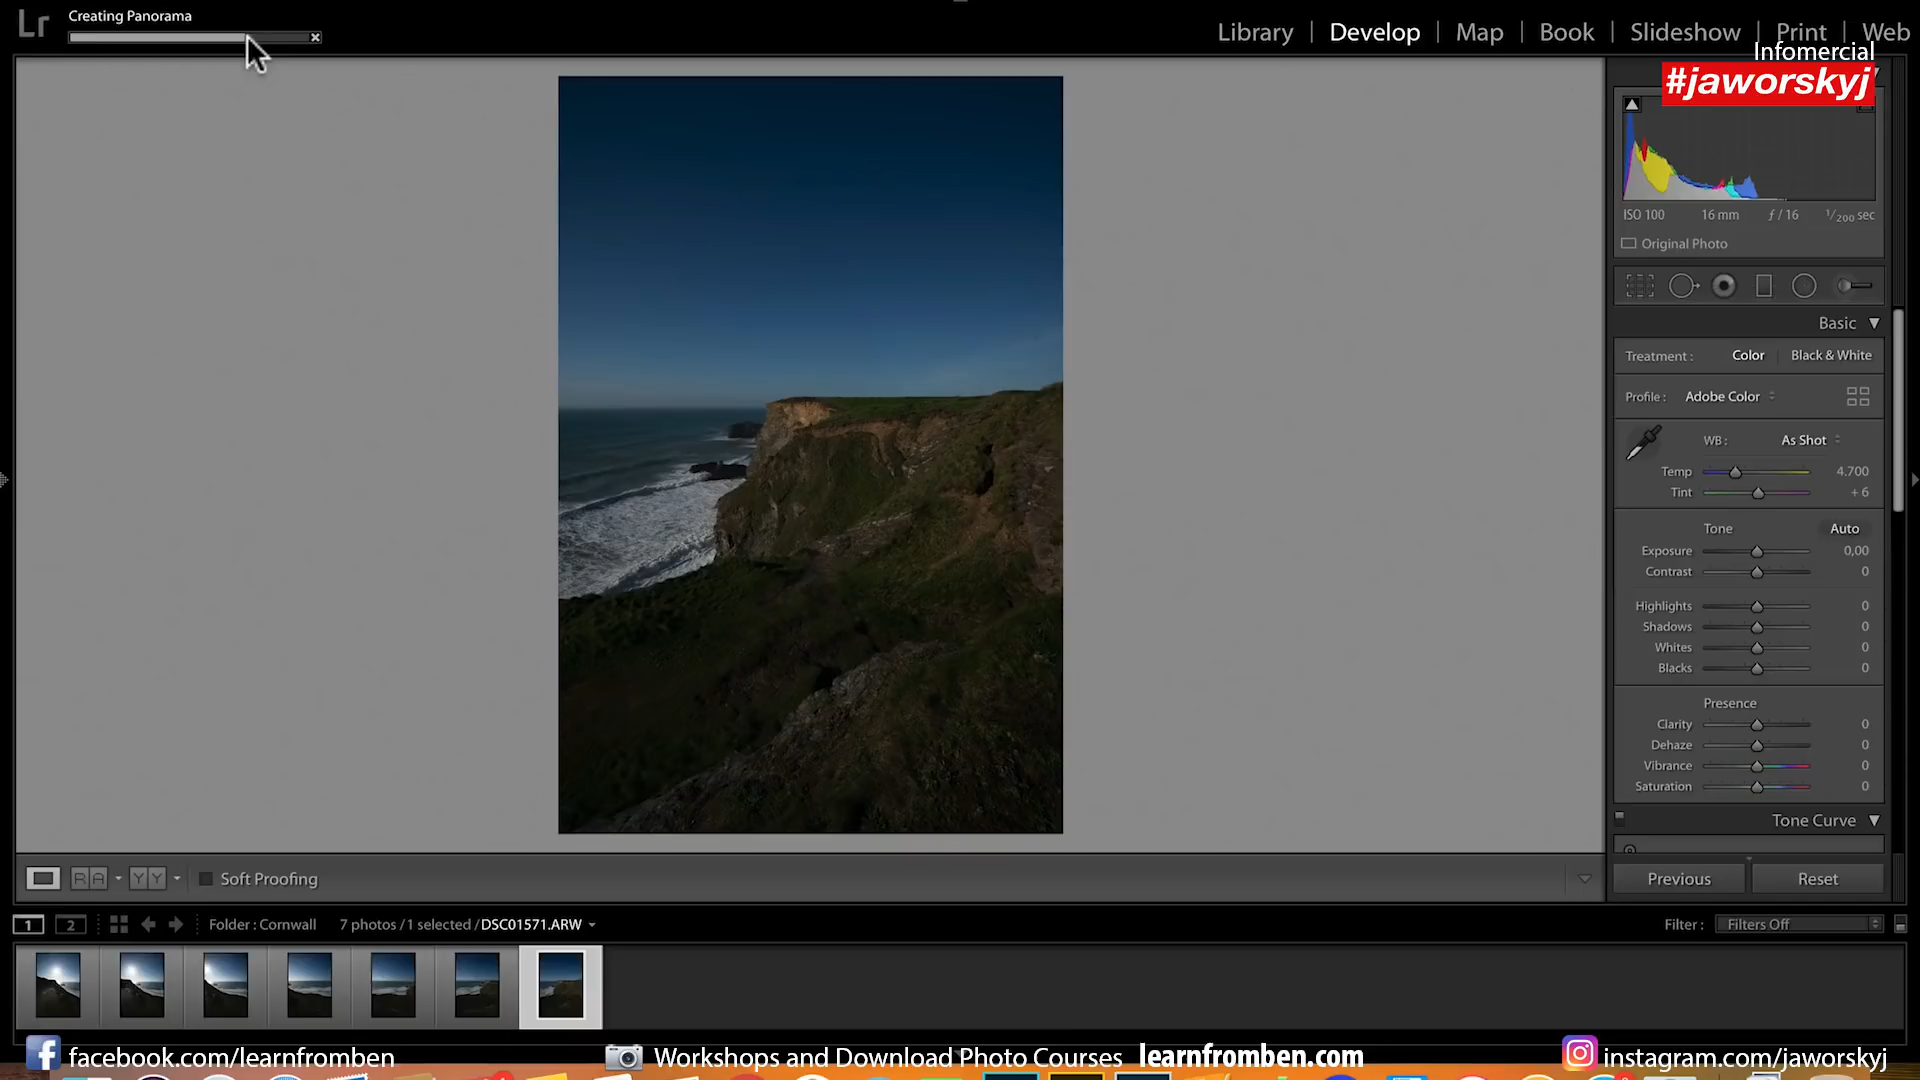 Lr
Creating Panorama
Library | Develop | Map | Book | Slideshow | Print | Web
Infomercial
#jaworskyj
ISO 100 16 mm ƒ / 16 1/200 sec
Original Photo
Basic
Treatment : Color Black & White
Profile : Adobe Color
WB : As Shot
Temp 4.700
Tint + 6
Tone Auto
Exposure 0,00
Contrast 0
Highlights 0
Shadows 0
Whites 0
Blacks 0
Presence
Clarity 0
Dehaze 0
Vibrance 0
Saturation 0
Tone Curve
RA YY Soft Proofing
Previous Reset
1 2 Folder : Cornwall 7 photos / 1 selected / DSC01571.ARW
Filter : Filters Off
facebook.com/learnfromben
Workshops and Download Photo Courses learnfromben.com
instagram.com/jaworskyj